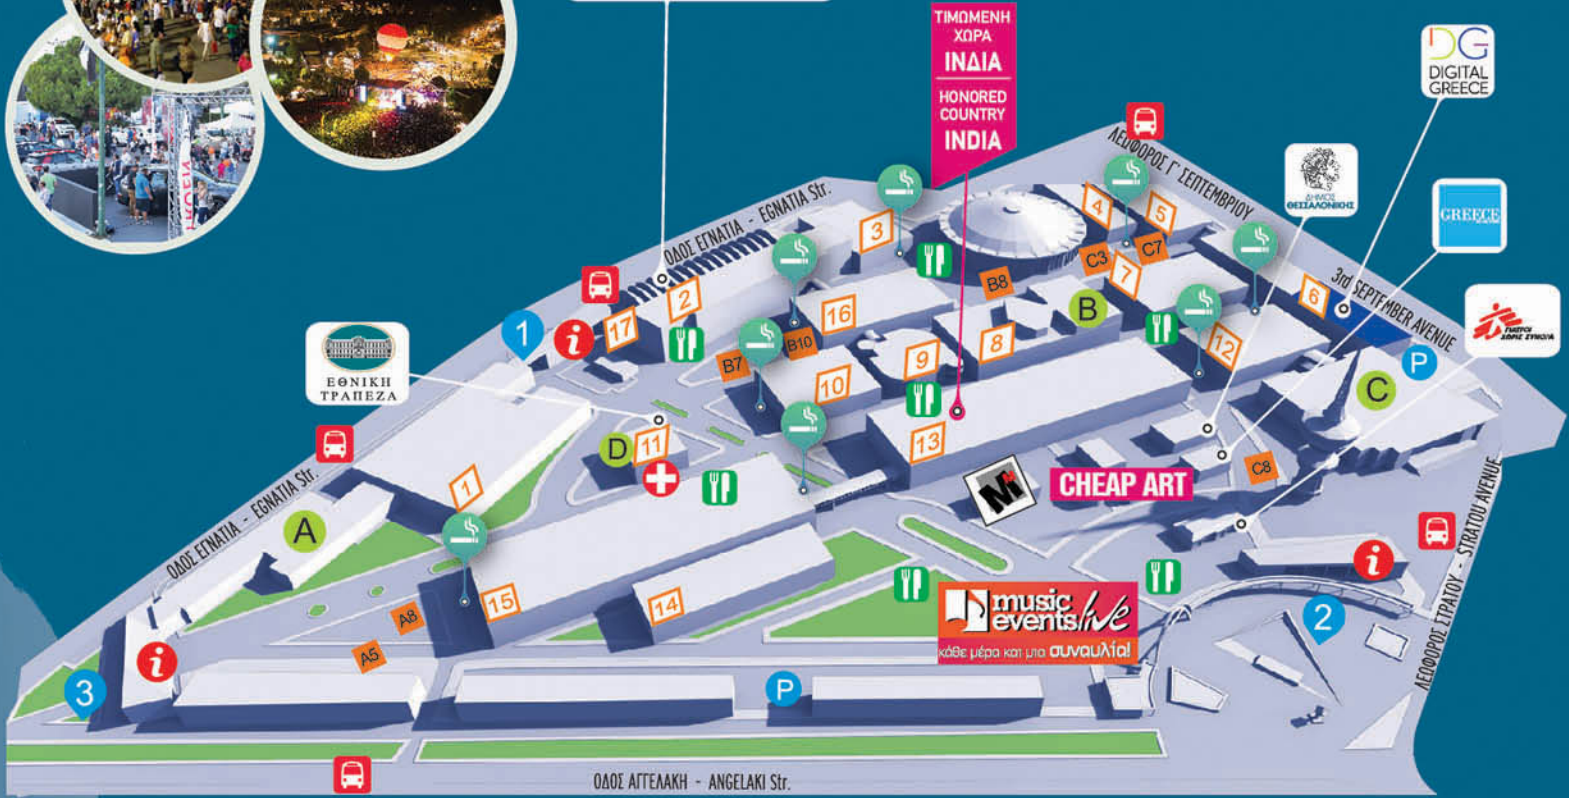 ΤΙΜΩΜΕΝΗ
ΧΩΡΑ
ΙΝΔΙΑ
HONORED
COUNTRY
INDIA
DG
DIGITAL
GREECE
ΛΕΩΦΟΡΟΣ Γ' ΣΕΠΤΕΜΒΡΙΟΥ
ΔΗΜΟΣ
ΘΕΣΣΑΛΟΝΙΚΗΣ
GREECE
3rd SEPTEMBER AVENUE
ΓΙΑΤΡΟΙ
ΧΩΡΙΣ ΣΥΝΟΡΑ
ΟΔΟΣ ΕΓΝΑΤΙΑ - EGNATIA Str.
ΕΘΝΙΚΗ
ΤΡΑΠΕΖΑ
1
i
17
2
3
4
5
C3
C7
7
6
B8
16
B
B7
B10
10
9
8
12
C
P
D
11
13
M
CHEAP ART
C8
ΟΔΟΣ ΕΓΝΑΤΙΑ - EGNATIA Str.
1
A
15
14
A8
A5
i
3
P
music
events live
κάθε μέρα και μια συναυλία!
i
2
ΛΕΩΦΟΡΟΣ ΣΤΡΑΤΟΥ - STRATOU AVENUE
ΟΔΟΣ ΑΓΓΕΛΑΚΗ - ANGELAKI Str.